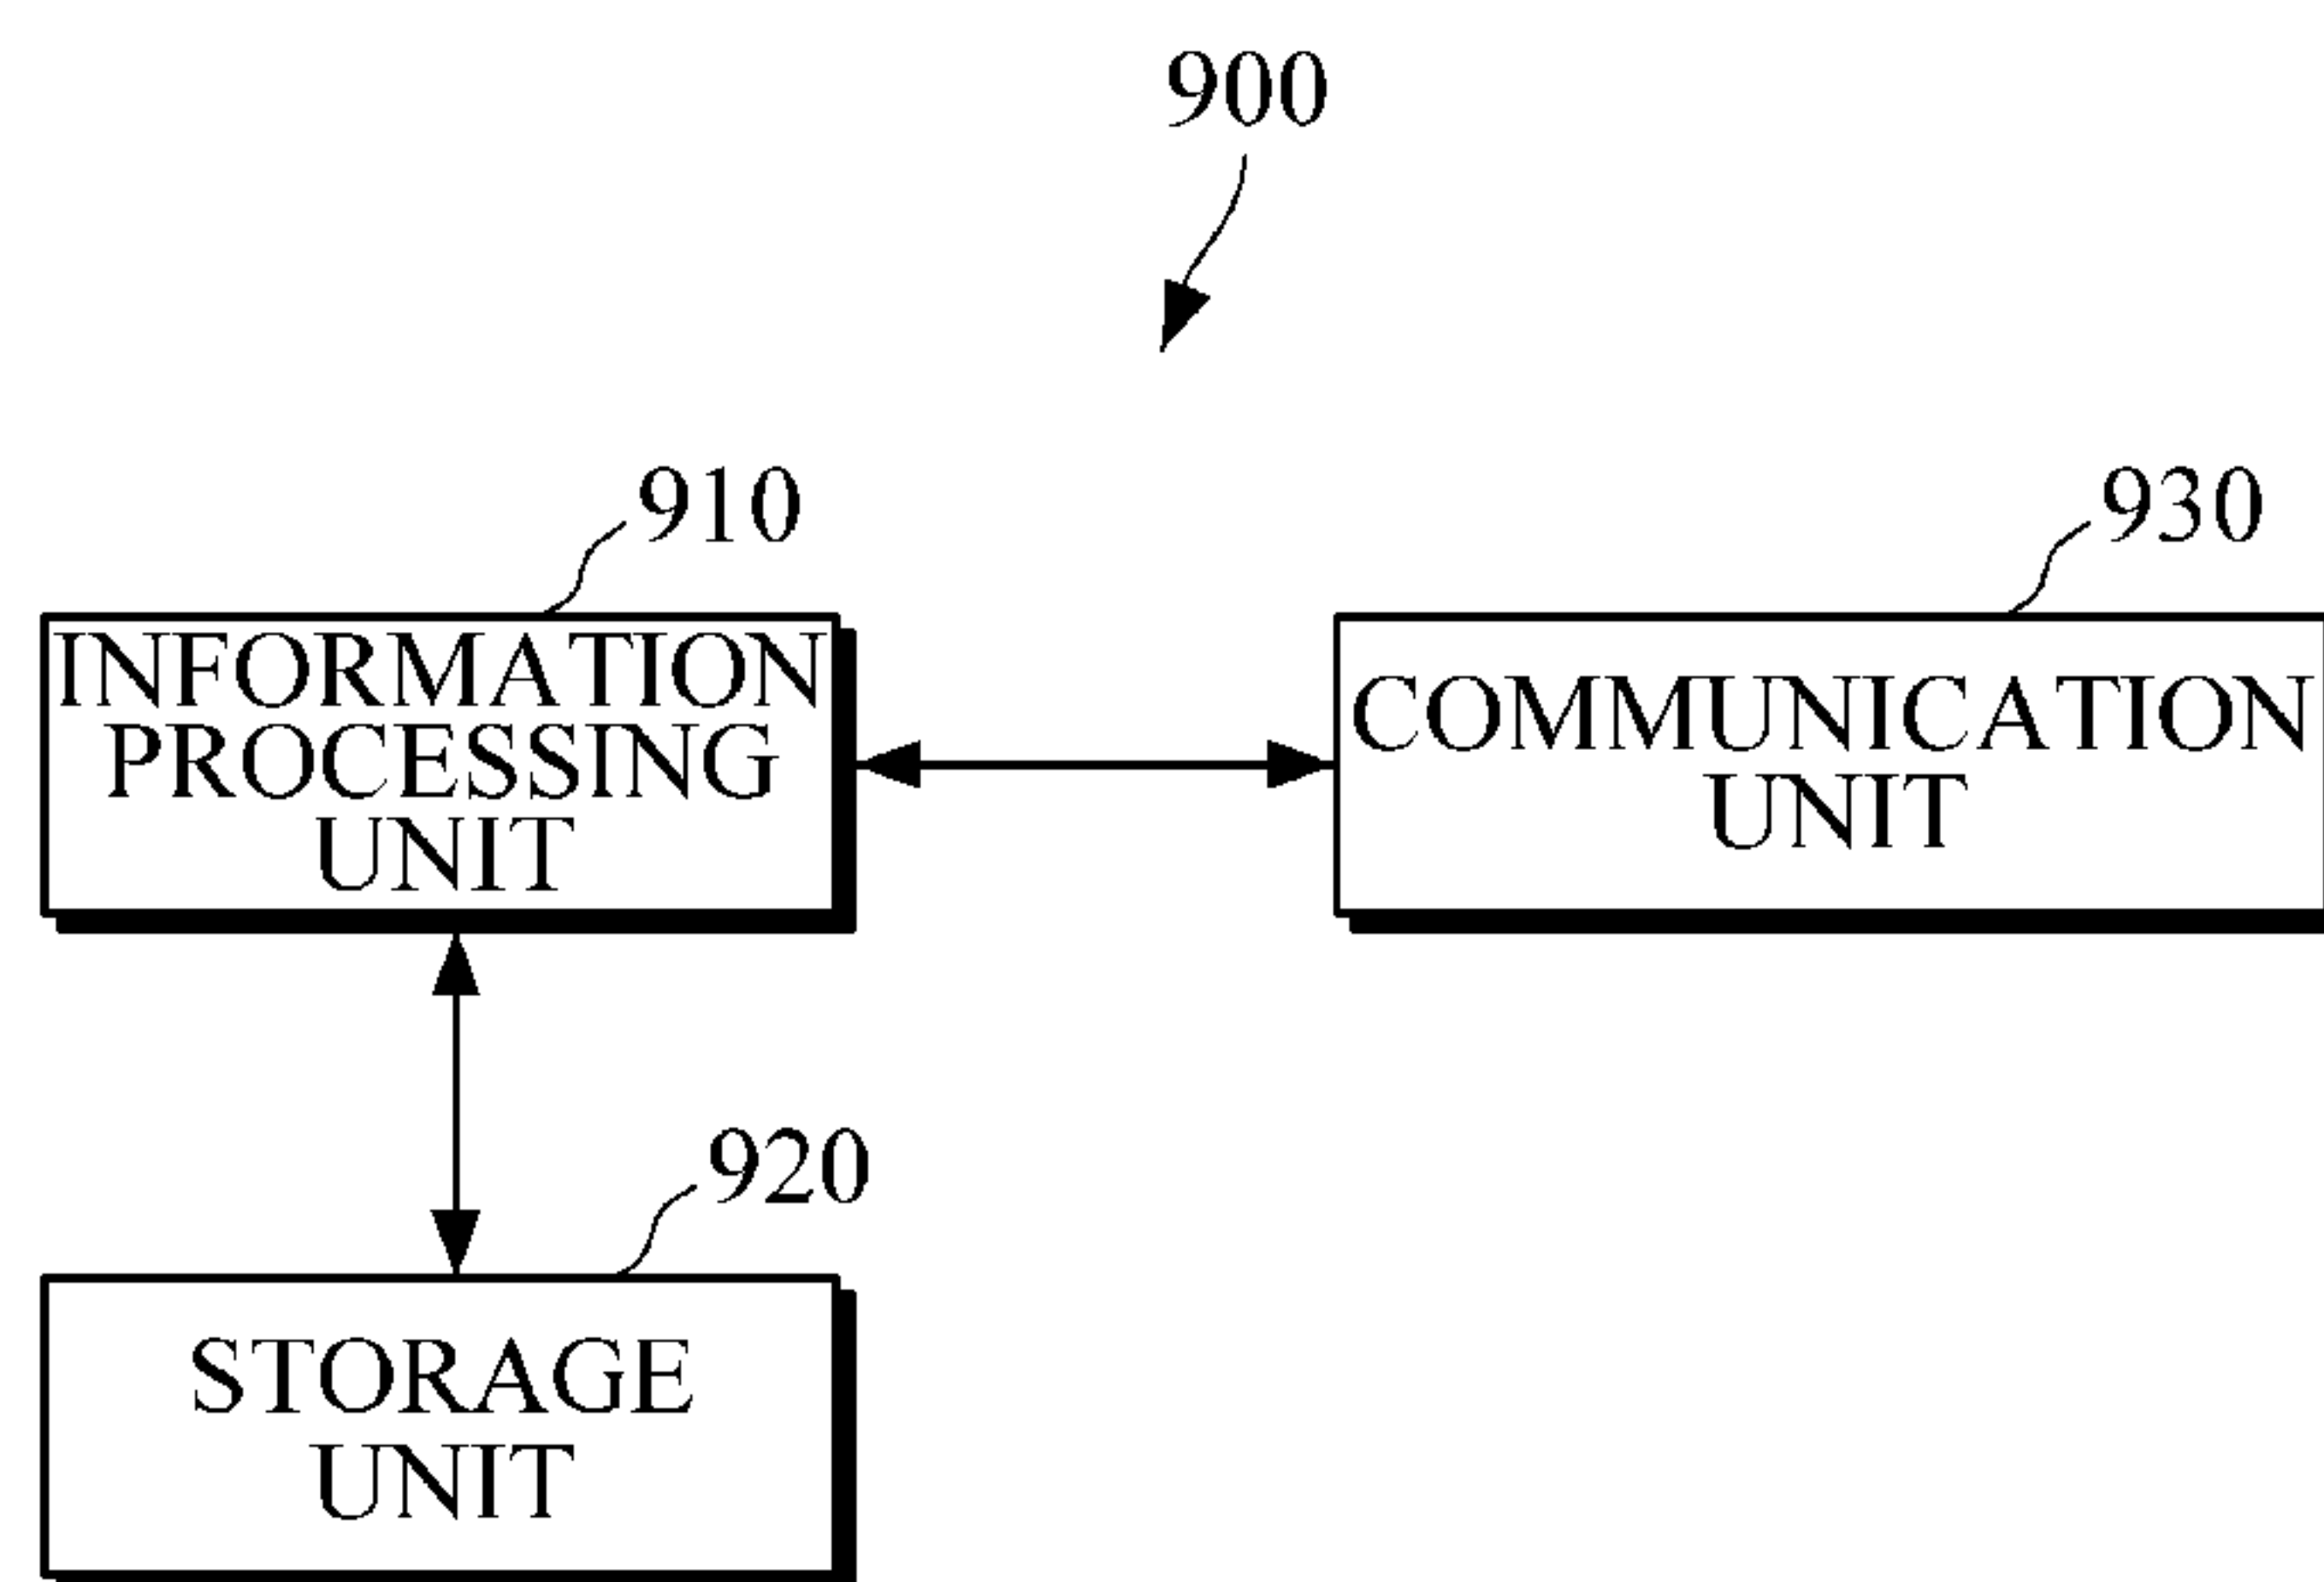 900
910
930
INFORMATION
PROCESSING
UNIT
COMMUNICATION
UNIT
920
STORAGE
UNIT